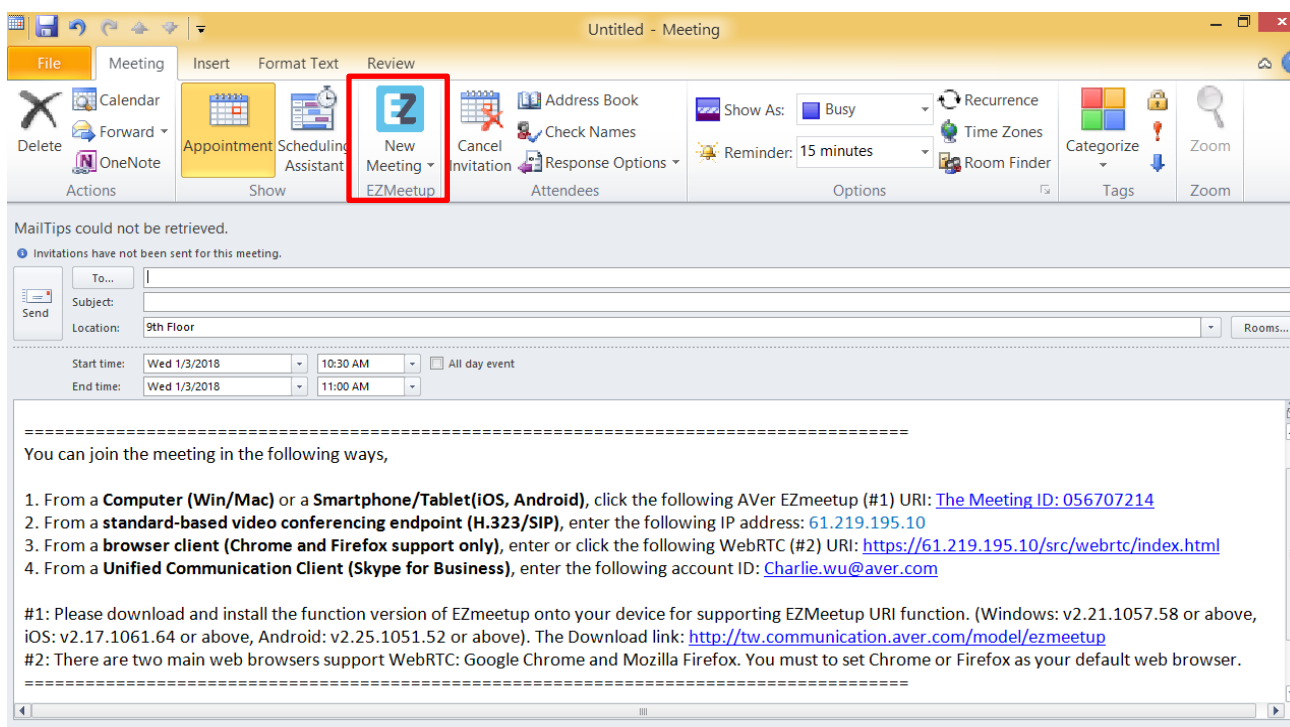 Untitled - Meeting
File Meeting Insert Format Text Review
Delete
Calendar
Forward
OneNote
Actions
Appointment
Scheduling Assistant
Show
EZ
New Meeting
EZMeetup
Cancel Invitation
Address Book
Check Names
Response Options
Attendees
Show As: Busy
Reminder: 15 minutes
Recurrence
Time Zones
Room Finder
Options
Categorize
Tags
Zoom
Zoom
MailTips could not be retrieved.
Invitations have not been sent for this meeting.
Send
To...
Subject:
Location: 9th Floor Rooms...
Start time: Wed 1/3/2018 10:30 AM All day event
End time: Wed 1/3/2018 11:00 AM
=======================================================================================
You can join the meeting in the following ways,
1. From a Computer (Win/Mac) or a Smartphone/Tablet(iOS, Android), click the following AVer EZmeetup (#1) URI: The Meeting ID: 056707214
2. From a standard-based video conferencing endpoint (H.323/SIP), enter the following IP address: 61.219.195.10
3. From a browser client (Chrome and Firefox support only), enter or click the following WebRTC (#2) URI: https://61.219.195.10/src/webrtc/index.html
4. From a Unified Communication Client (Skype for Business), enter the following account ID: Charlie.wu@aver.com
#1: Please download and install the function version of EZmeetup onto your device for supporting EZMeetup URI function. (Windows: v2.21.1057.58 or above,
iOS: v2.17.1061.64 or above, Android: v2.25.1051.52 or above). The Download link: http://tw.communication.aver.com/model/ezmeetup
#2: There are two main web browsers support WebRTC: Google Chrome and Mozilla Firefox. You must to set Chrome or Firefox as your default web browser.
=======================================================================================